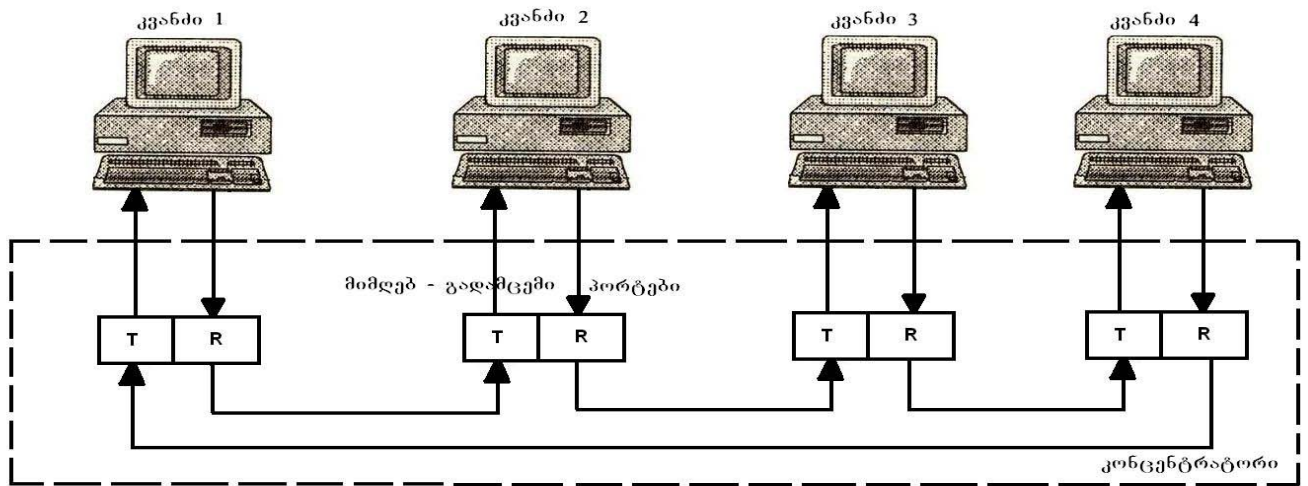 კვანძი 1
კვანძი 2
კვანძი 3
კვანძი 4
მიმღებ - გადამცემი პორტები
T R
T R
T R
T R
კონცენტრატორი